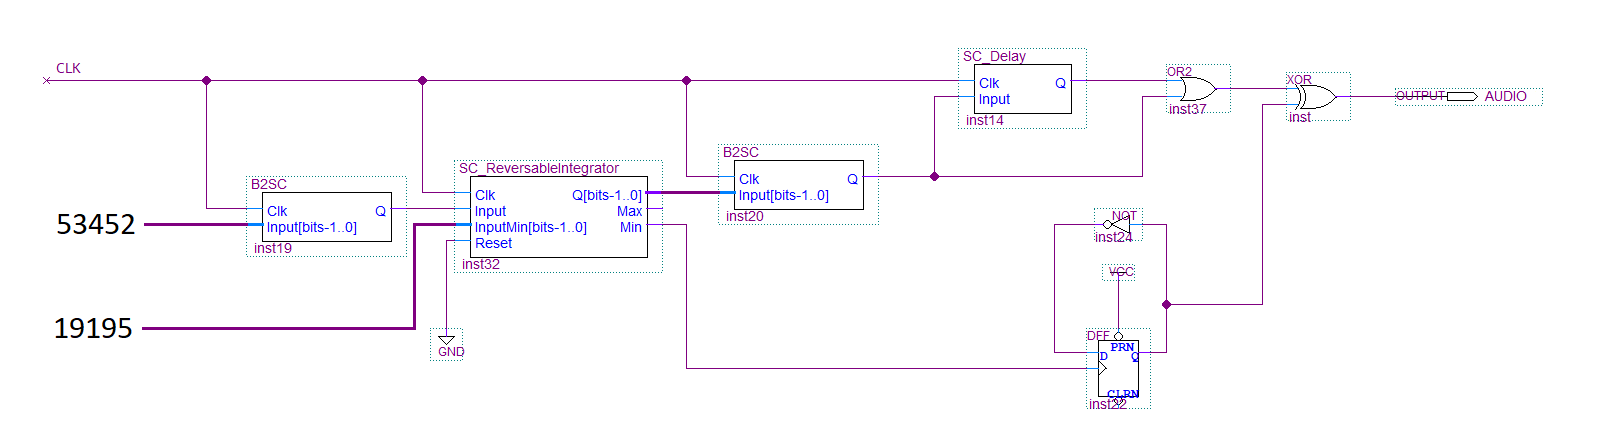 CLK
SC_Delay
Clk
Input
Q
inst14
OR2
inst37
XOR
inst
OUTPUT
AUDIO
B2SC
Clk
Input[bits-1..0]
Q
inst19
53452
SC_ReversableIntegrator
Clk
Input
InputMin[bits-1..0]
Reset
Q[bits-1..0]
Max
Min
inst32
B2SC
Clk
Input[bits-1..0]
Q
inst20
NOT
inst24
VCC
19195
GND
DFF
PRN
D
Q
CLRN
inst22